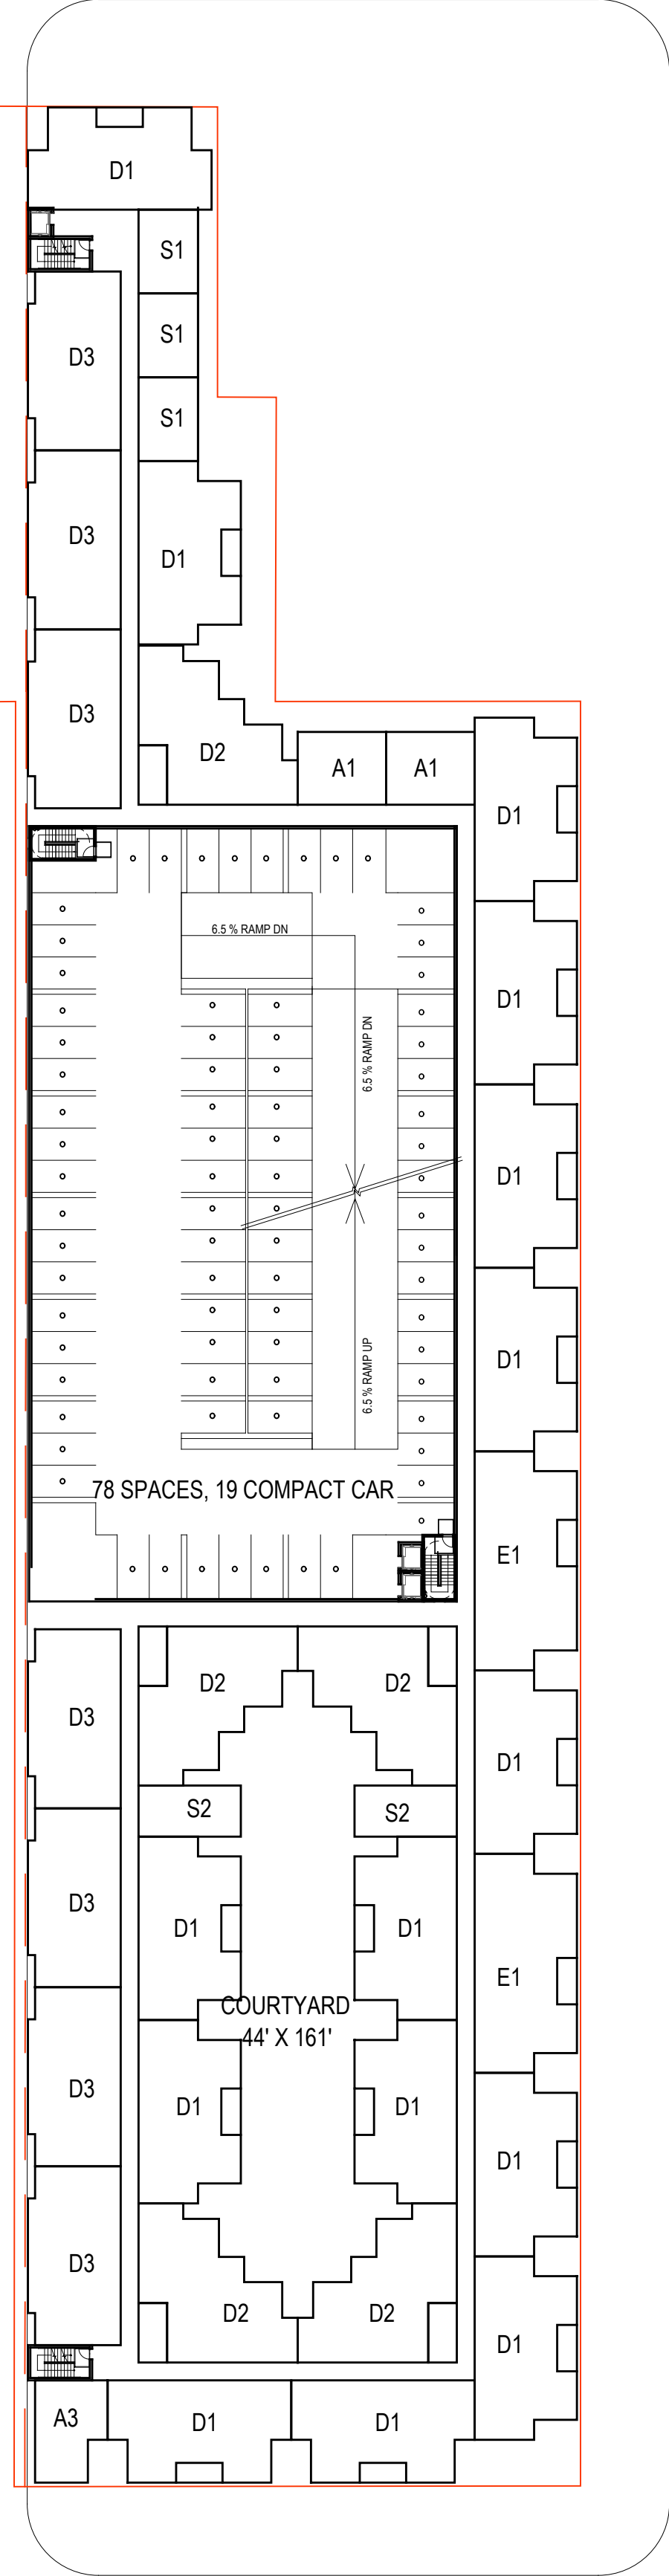 D1
S1
S1
D3
S1
D3
D1
D3
D2
A1
A1
D1
6.5 % RAMP DN
D1
6.5 % RAMP DN
D1
D1
6.5 % RAMP UP
78 SPACES, 19 COMPACT CAR
E1
D2
D2
D3
D1
S2
S2
D3
D1
D1
E1
COURTYARD
44' X 161'
D3
D1
D1
D1
D3
D2
D2
D1
A3
D1
D1